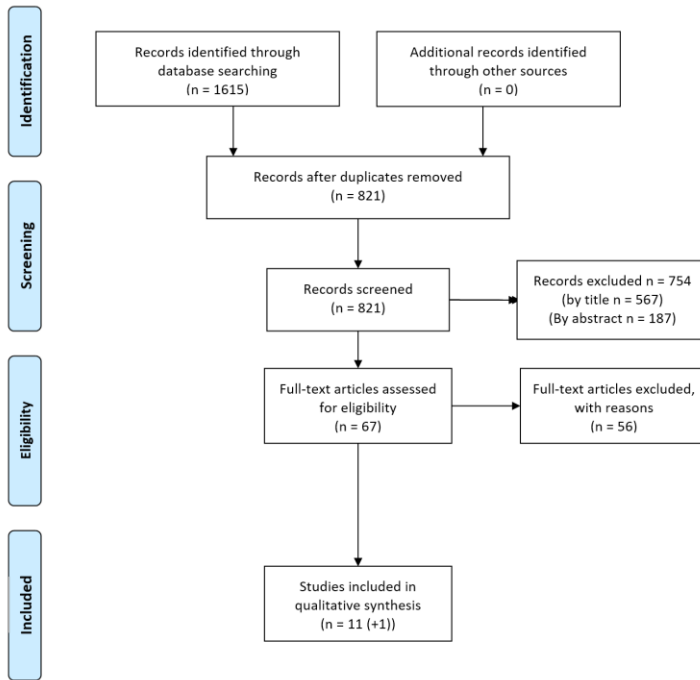 Identification
Records identified through
database searching
(n = 1615)
Additional records identified
through other sources
(n = 0)
Records after duplicates removed
(n = 821)
Screening
Records screened
(n = 821)
Records excluded n = 754
(by title n = 567)
(By abstract n = 187)
Eligibility
Full-text articles assessed
for eligibility
(n = 67)
Full-text articles excluded,
with reasons
(n = 56)
Included
Studies included in
qualitative synthesis
(n = 11 (+1))